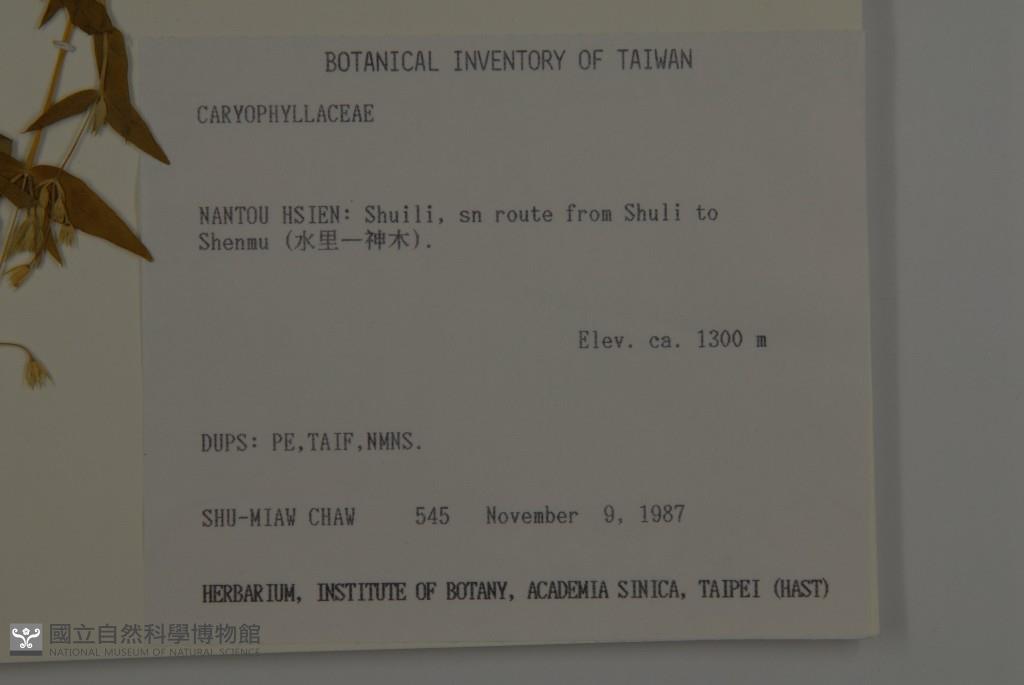 BOTANICAL INVENTORY OF TAIWAN
CARYOPHYLLACEAE
NANTOU HSIEN: Shuili, sn route from Shuli to
Shenmu (水里一神木).
Elev. ca. 1300 m
DUPS: PE,TAIF,NMNS.
SHU-MIAW CHAW 545 November 9, 1987
HERBARIUM, INSTITUTE OF BOTANY, ACADEMIA SINICA, TAIPEI (HAST)
國立自然科學博物館
NATIONAL MUSEUM OF NATURAL SCIENCE